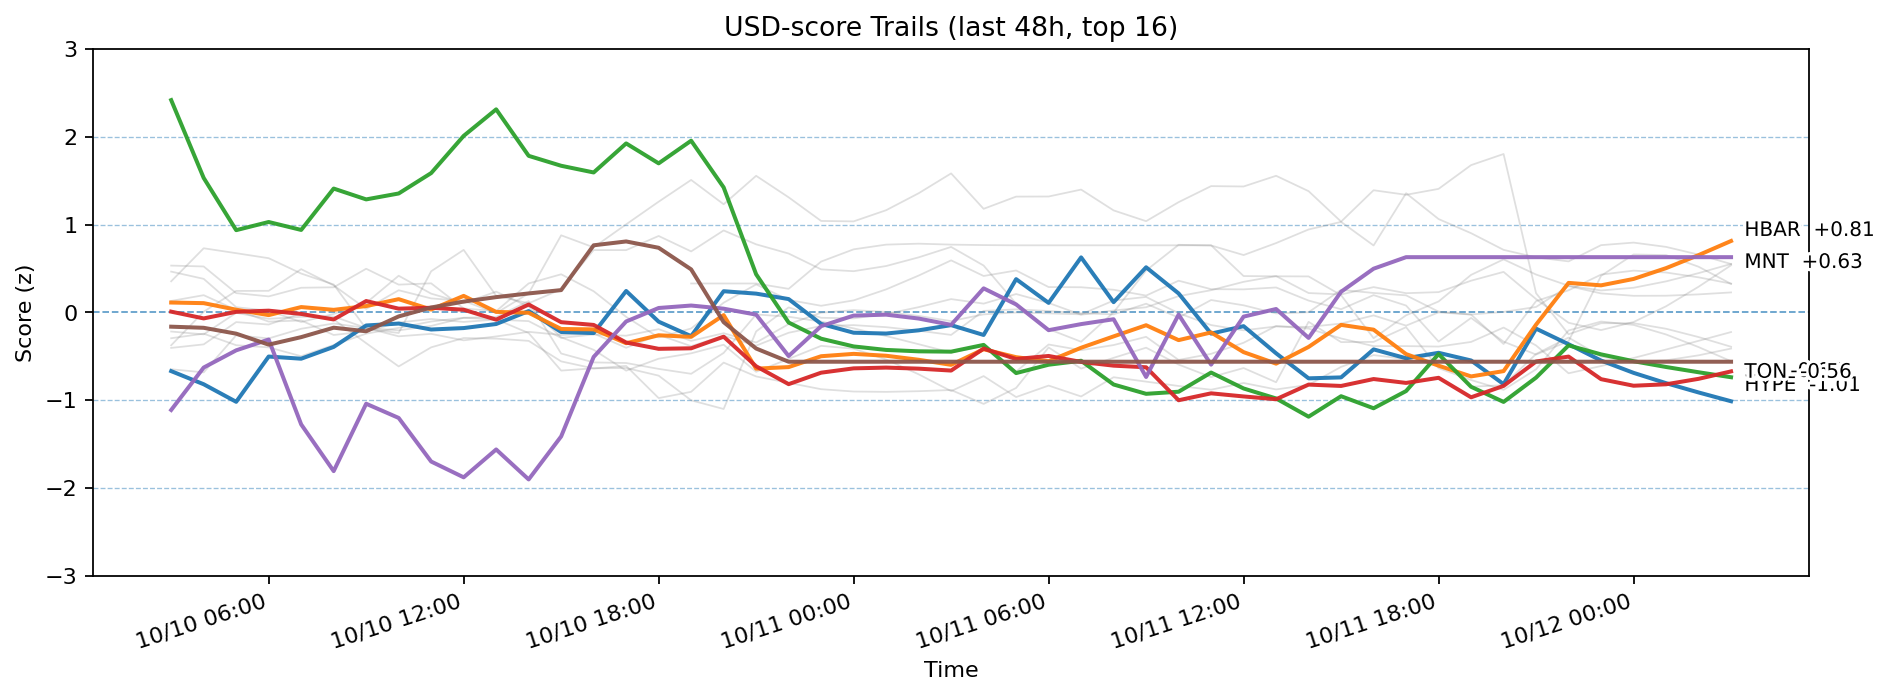 USD-score Trails (last 48h, top 16)
Score (z)
3
2
1
0
−1
−2
−3
HBAR +0.81
MNT +0.63
TON -0.56
HYPE -1.01
10/10 06:00
10/10 12:00
10/10 18:00
10/11 00:00
10/11 06:00
10/11 12:00
10/11 18:00
10/12 00:00
Time